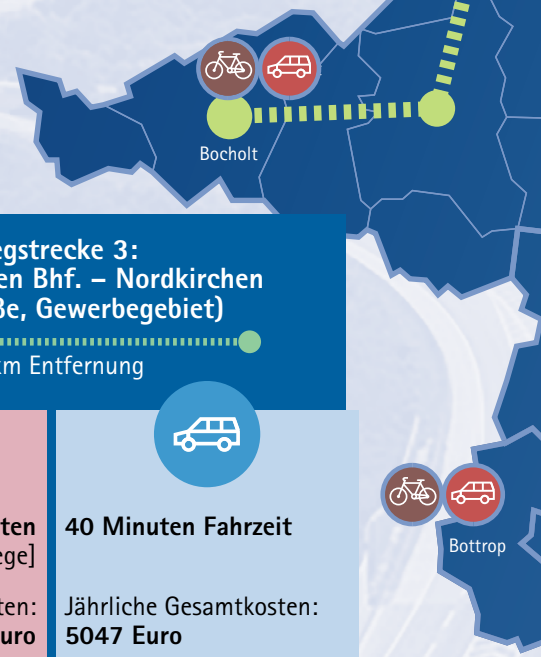 Bocholt
egstrecke 3:
en Bhf. – Nordkirchen
ße, Gewerbegebiet)
km Entfernung
ten
ege]
ten:
uro
40 Minuten Fahrzeit
Jährliche Gesamtkosten:
5047 Euro
Bottrop